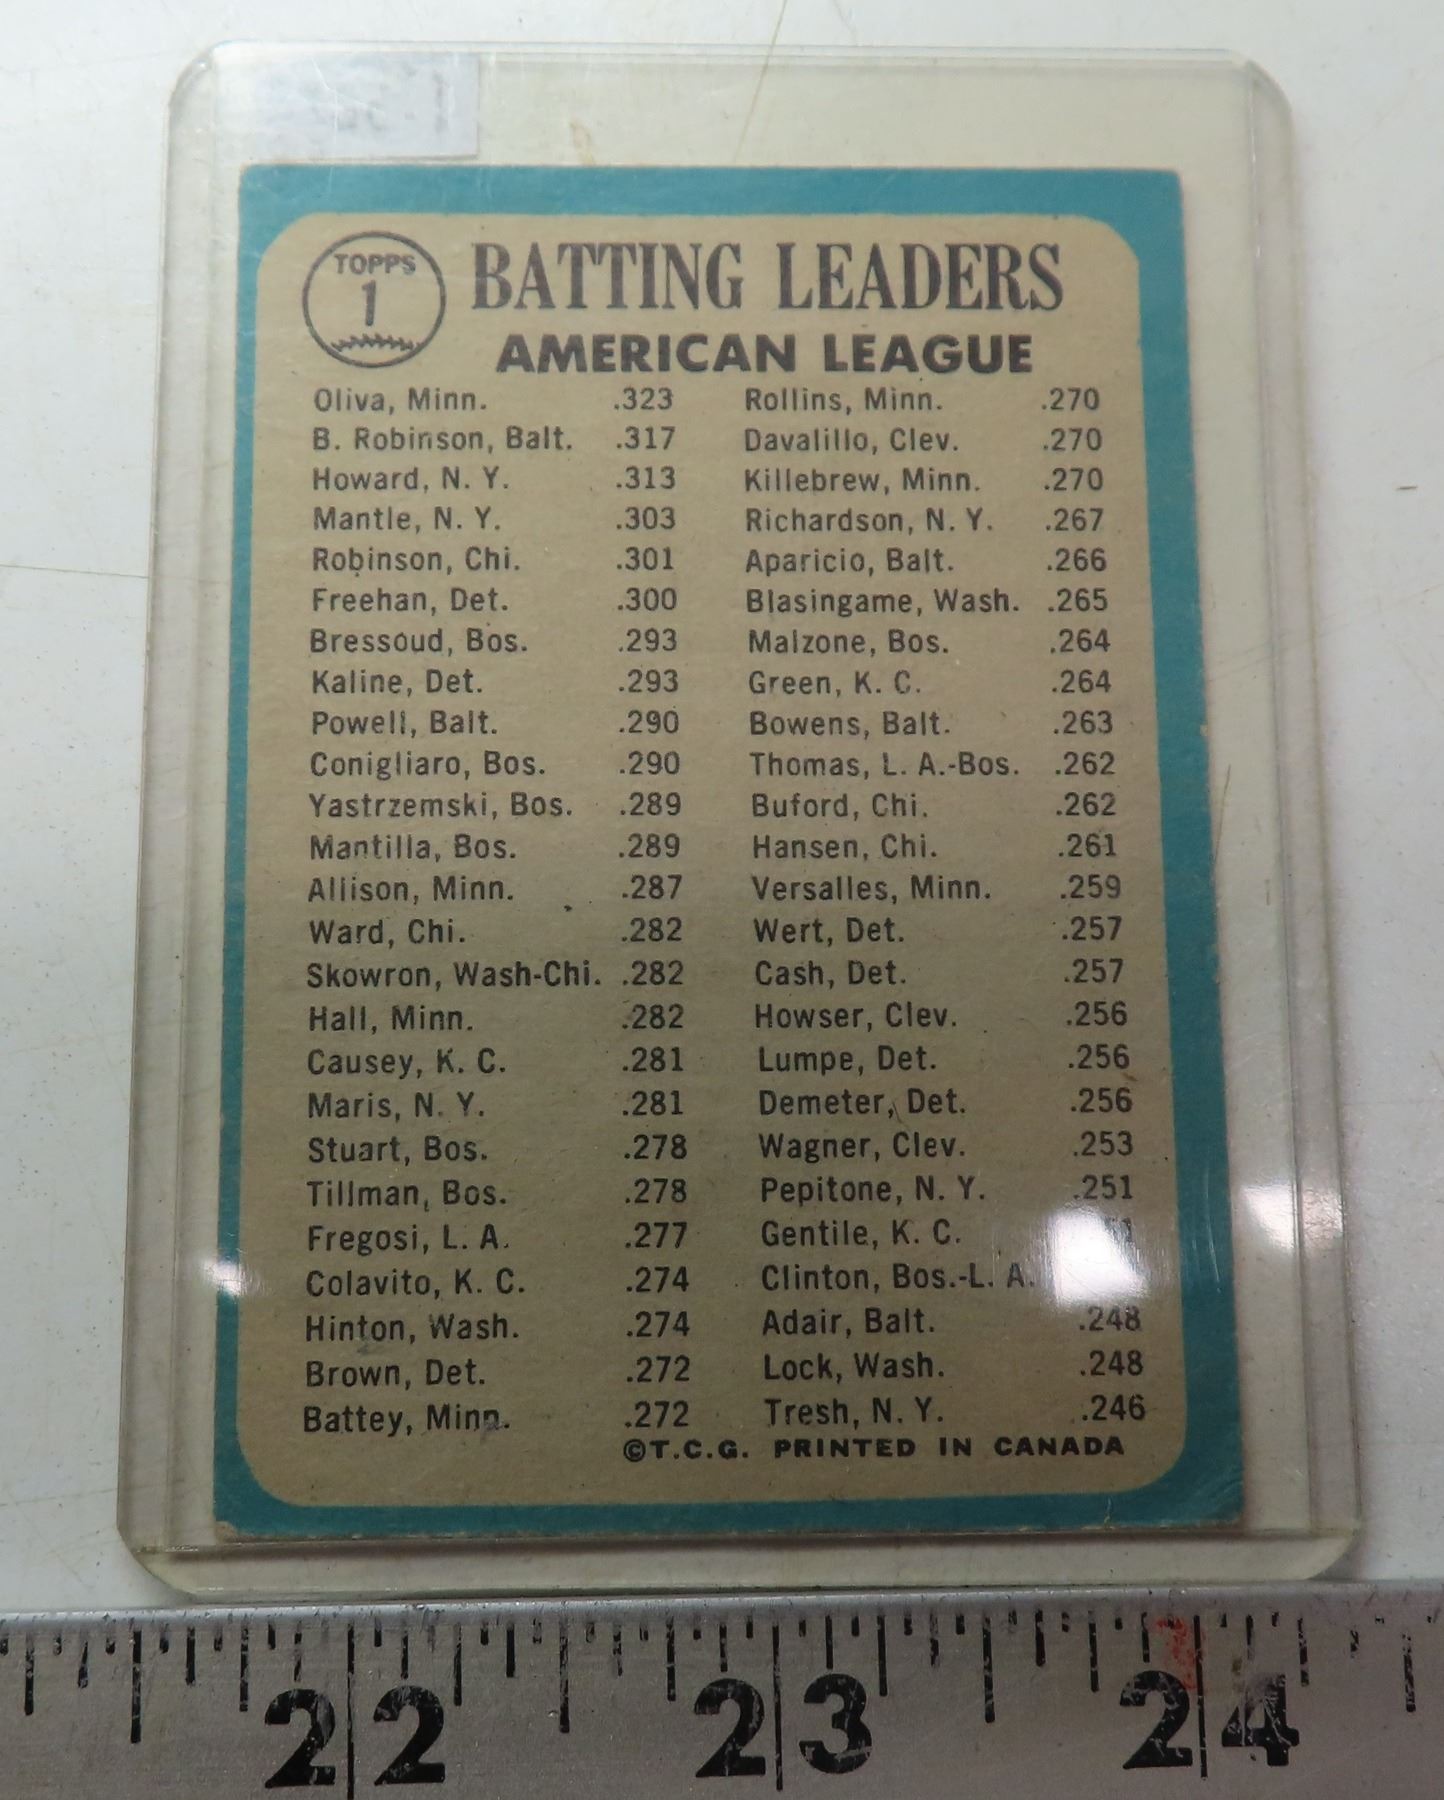 TOPPS
1
BATTING LEADERS
AMERICAN LEAGUE
Oliva, Minn. .323
B. Robinson, Balt. .317
Howard, N. Y. .313
Mantle, N. Y. .303
Robinson, Chi. .301
Freehan, Det. .300
Bressoud, Bos. .293
Kaline, Det. .293
Powell, Balt. .290
Conigliaro, Bos. .290
Yastrzemski, Bos. .289
Mantilla, Bos. .289
Allison, Minn. .287
Ward, Chi. .282
Skowron, Wash-Chi. .282
Hall, Minn. .282
Causey, K. C. .281
Maris, N. Y. .281
Stuart, Bos. .278
Tillman, Bos. .278
Fregosi, L. A. .277
Colavito, K. C. .274
Hinton, Wash. .274
Brown, Det. .272
Battey, Minn. .272
Rollins, Minn. .270
Davalillo, Clev. .270
Killebrew, Minn. .270
Richardson, N. Y. .267
Aparicio, Balt. .266
Blasingame, Wash. .265
Malzone, Bos. .264
Green, K. C. .264
Bowens, Balt. .263
Thomas, L. A.-Bos. .262
Buford, Chi. .262
Hansen, Chi. .261
Versalles, Minn. .259
Wert, Det. .257
Cash, Det. .257
Howser, Clev. .256
Lumpe, Det. .256
Demeter, Det. .256
Wagner, Clev. .253
Pepitone, N. Y. .251
Gentile, K. C.
Clinton, Bos.-L. A.
Adair, Balt. .248
Lock, Wash. .248
Tresh, N. Y. .246
©T.C.G. PRINTED IN CANADA
22 23 24